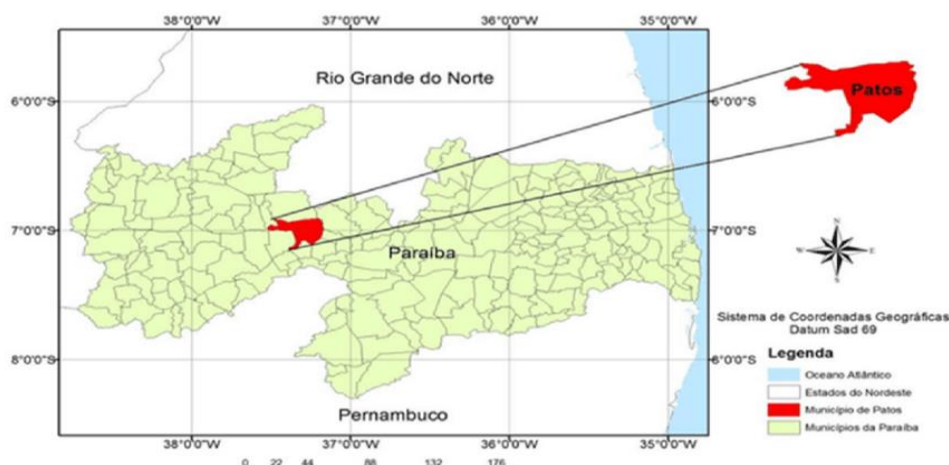 38°0'0"W 37°0'0"W 36°0'0"W 35°0'0"W
Rio Grande do Norte
6°0'0"S 6°0'0"S
Patos
7°0'0"S 7°0'0"S
Paraíba
N
W E
S
Sistema de Coordenadas Geográficas
Datum Sad 69
Legenda
8°0'0"S 8°0'0"S
Oceano Atlântico
Estados do Nordeste
Município de Patos
Municípios da Paraíba
Pernambuco
38°0'0"W 37°0'0"W 36°0'0"W 35°0'0"W
0 22 44 88 132 176